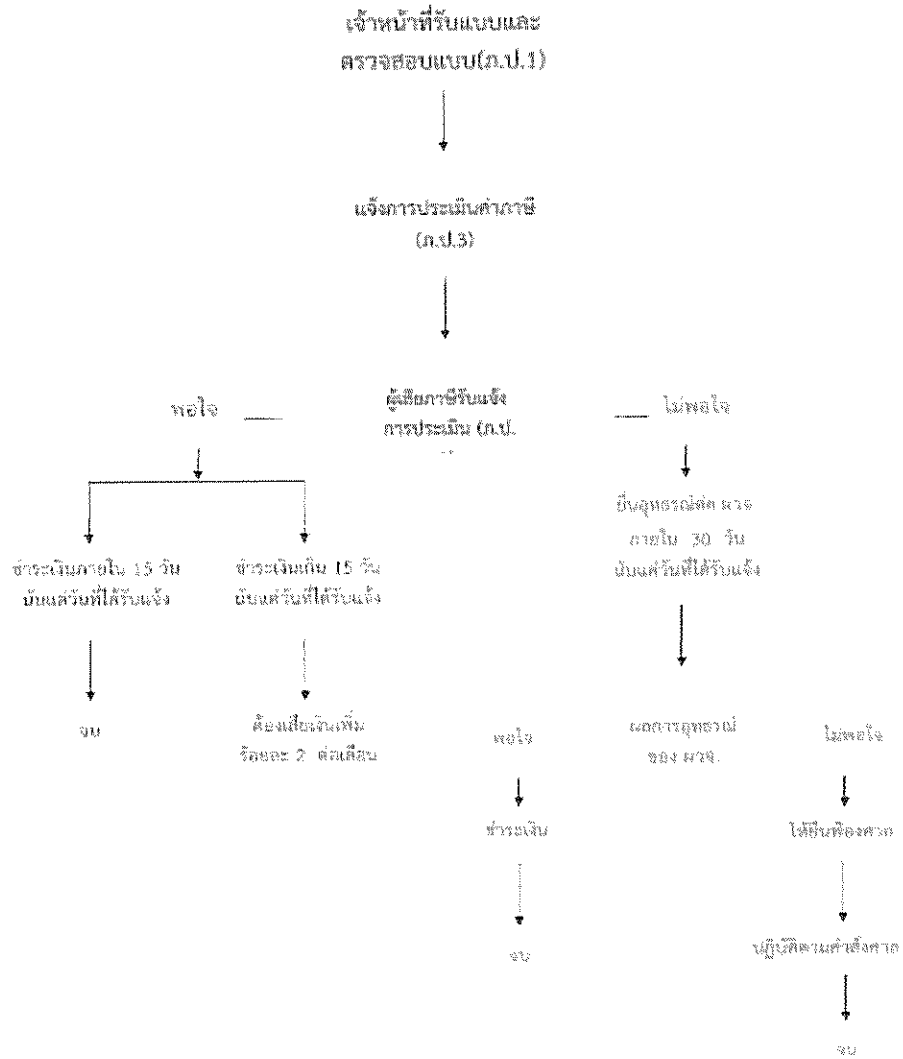 เจ้าหน้าที่รับแบบและ
ตรวจสอบแบบ(ภ.ป.1)
แจ้งการประเมินค่าภาษี
(ภ.ป.3)
พอใจ
ผู้เสียภาษีรับแจ้ง
การประเมิน (ภ.ป.
ไม่พอใจ
ชำระเงินภายใน 15 วัน
นับแต่วันที่ได้รับแจ้ง
ชำระเงินเกิน 15 วัน
นับแต่วันที่ได้รับแจ้ง
ยื่นอุทธรณ์ต่อ ผวจ
ภายใน 30 วัน
นับแต่วันที่ได้รับแจ้ง
จบ
ต้องเสียเงินเพิ่ม
ร้อยละ 2 ต่อเดือน
พอใจ
ผลการอุทธรณ์
ของ ผวจ.
ไม่พอใจ
ชำระเงิน
ให้ยื่นฟ้องศาล
จบ
ปฏิบัติตามคำสั่งศาล
จบ